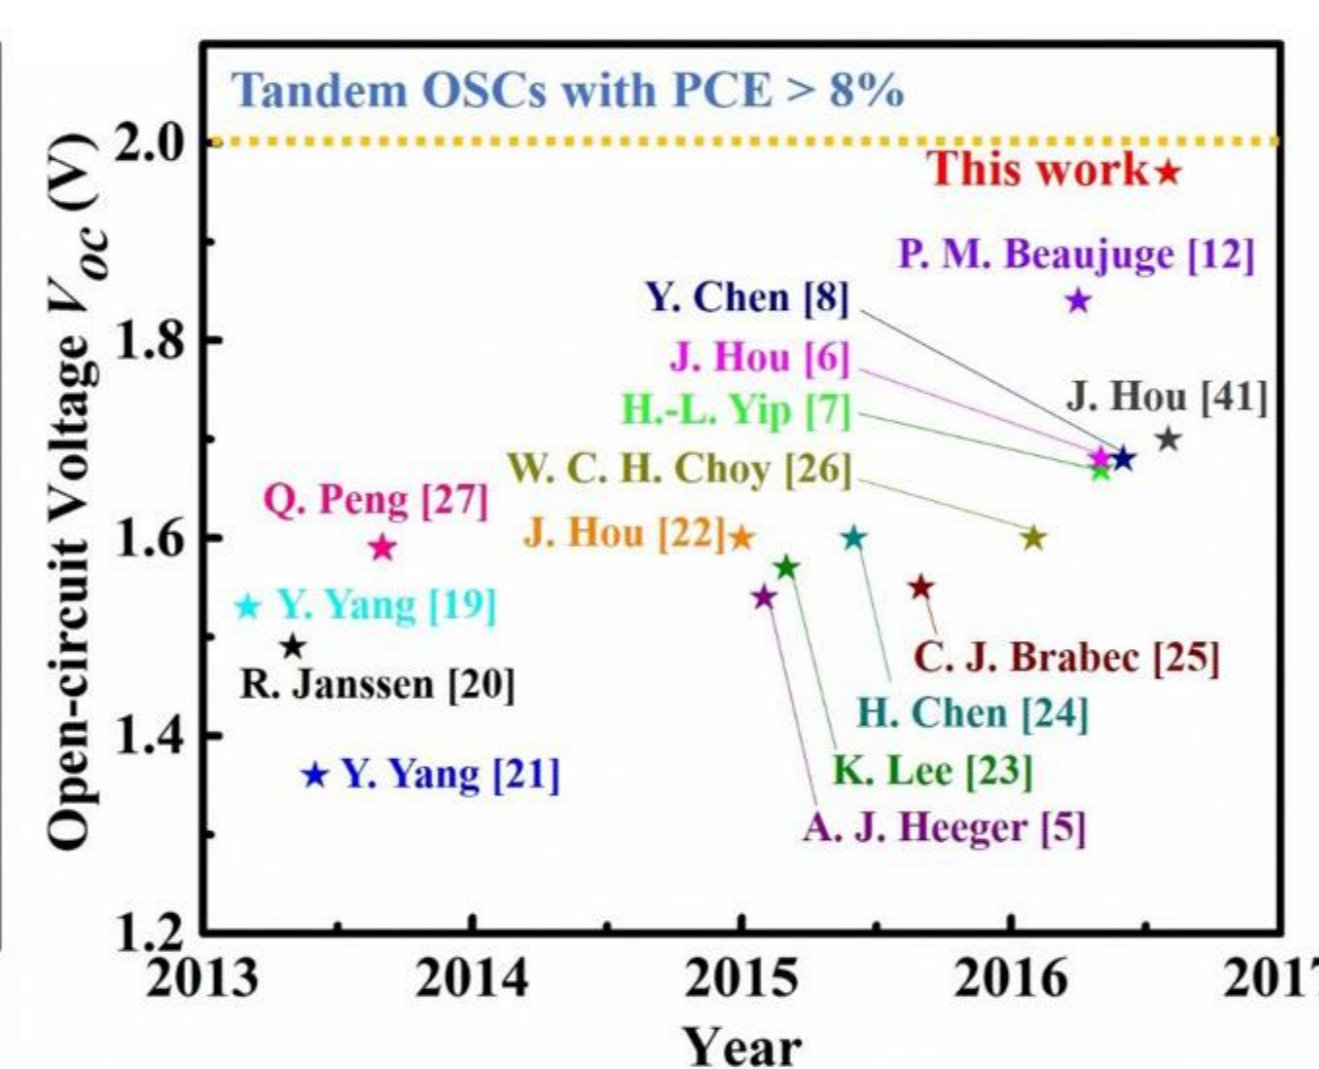 Tandem OSCs with PCE > 8%
2.0
This work
P. M. Beaujuge [12]
Y. Chen [8]
1.8
J. Hou [6]
J. Hou [41]
H.-L. Yip [7]
W. C. H. Choy [26]
Q. Peng [27]
J. Hou [22]
1.6
Y. Yang [19]
C. J. Brabec [25]
R. Janssen [20]
H. Chen [24]
1.4
Y. Yang [21]
K. Lee [23]
A. J. Heeger [5]
1.2
Open-circuit Voltage Voc (V)
2013 2014 2015 2016 201
Year